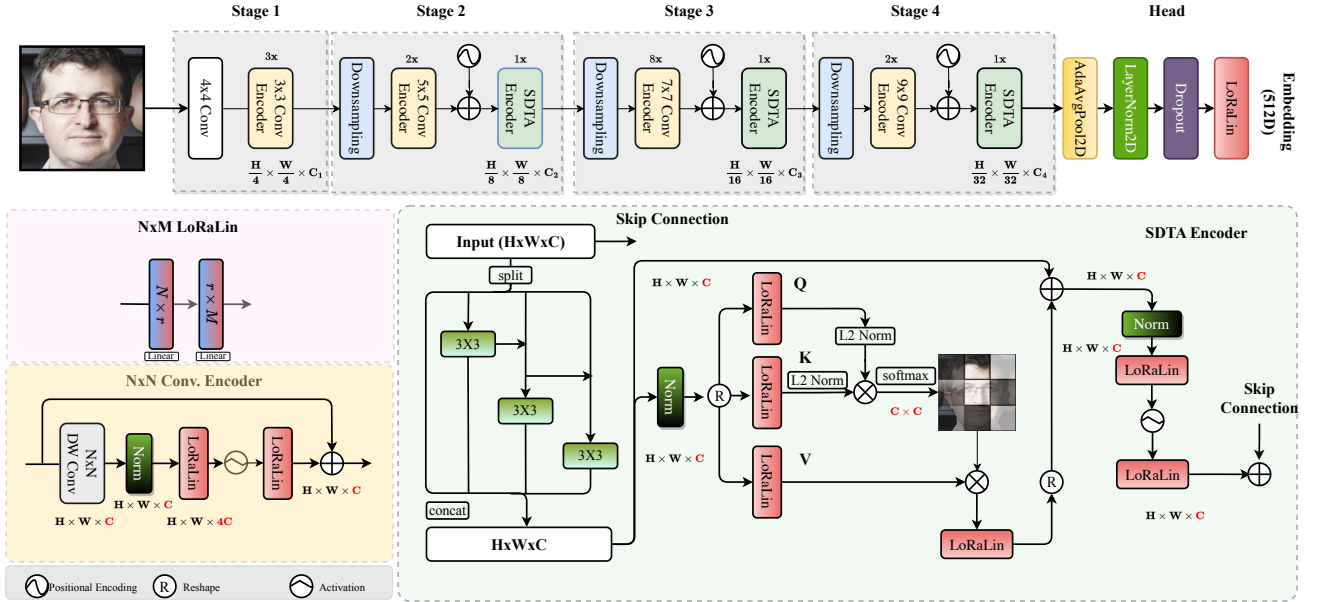 Stage 1
Stage 2
Stage 3
Stage 4
Head
4x4 Conv
3x
3x3 Conv Encoder
H/4 × W/4 × C₁
Downsampling
2x
5x5 Conv Encoder
1x
SDTA Encoder
H/8 × W/8 × C₂
Downsampling
8x
7x7 Conv Encoder
1x
SDTA Encoder
H/16 × W/16 × C₃
Downsampling
2x
9x9 Conv Encoder
1x
SDTA Encoder
H/32 × W/32 × C₄
AdaAvgPool2D
LayerNorm2D
Dropout
LoRaLin
Embedding
(512D)
NxM LoRaLin
N × r
r × M
Linear
Linear
NxN Conv. Encoder
NxN
DW Conv
Norm
LoRaLin
LoRaLin
H × W × C
H × W × C
H × W × 4C
H × W × C
Positional Encoding
R
Reshape
Activation
Skip Connection
SDTA Encoder
Input (HxWxC)
split
3X3
3X3
3X3
concat
HxWxC
H × W × C
Norm
H × W × C
R
LoRaLin
Q
L2 Norm
LoRaLin
K
L2 Norm
softmax
C × C
LoRaLin
V
LoRaLin
R
H × W × C
Norm
H × W × C
LoRaLin
LoRaLin
Skip
Connection
H × W × C